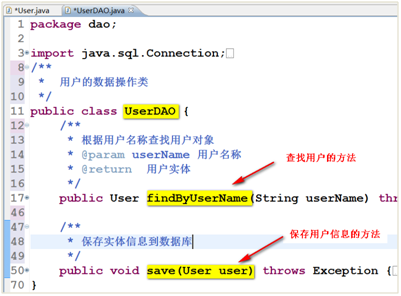 *User.java *UserDAO.java
1 package dao;
2
3 import java.sql.Connection;
8 /**
9 * 用户的数据操作类
10 */
11 public class UserDAO {
12 /**
13 * 根据用户名称查找用户对象
14 * @param userName 用户名称
15 * @return 用户实体
16 */
查找用户的方法
17 public User findByUserName(String userName) thr
46
47 /**
保存用户信息的方法
48 * 保存实体信息到数据库
49 */
50 public void save(User user) throws Exception {
70 }